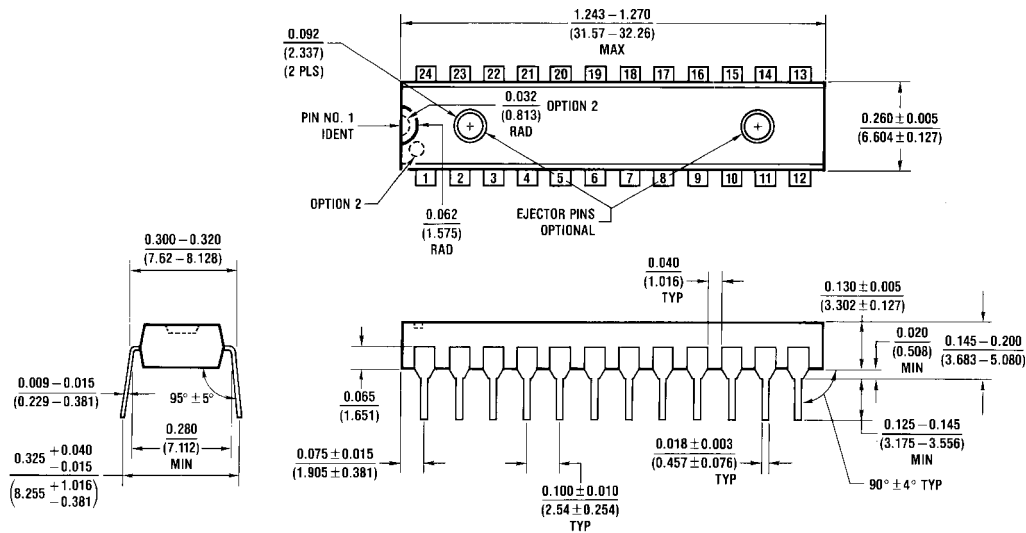 1.243 – 1.270
(31.57 – 32.26)
MAX
0.092
(2.337)
(2 PLS)
24 23 22 21 20 19 18 17 16 15 14 13
0.032
(0.813)
RAD
OPTION 2
PIN NO. 1
IDENT
0.260 ± 0.005
(6.604 ± 0.127)
1 2 3 4 5 6 7 8 9 10 11 12
OPTION 2
0.062
(1.575)
RAD
EJECTOR PINS
OPTIONAL
0.300 – 0.320
(7.62 – 8.128)
0.040
(1.016)
TYP
0.130 ± 0.005
(3.302 ± 0.127)
0.020
(0.508)
MIN
0.145 – 0.200
(3.683 – 5.080)
0.009 – 0.015
(0.229 – 0.381)
95° ± 5°
0.065
(1.651)
0.280
(7.112)
MIN
0.125 – 0.145
(3.175 – 3.556)
MIN
0.325 +0.040 –0.015
(8.255 +1.016 –0.381)
0.075 ± 0.015
(1.905 ± 0.381)
0.018 ± 0.003
(0.457 ± 0.076)
TYP
90° ± 4° TYP
0.100 ± 0.010
(2.54 ± 0.254)
TYP